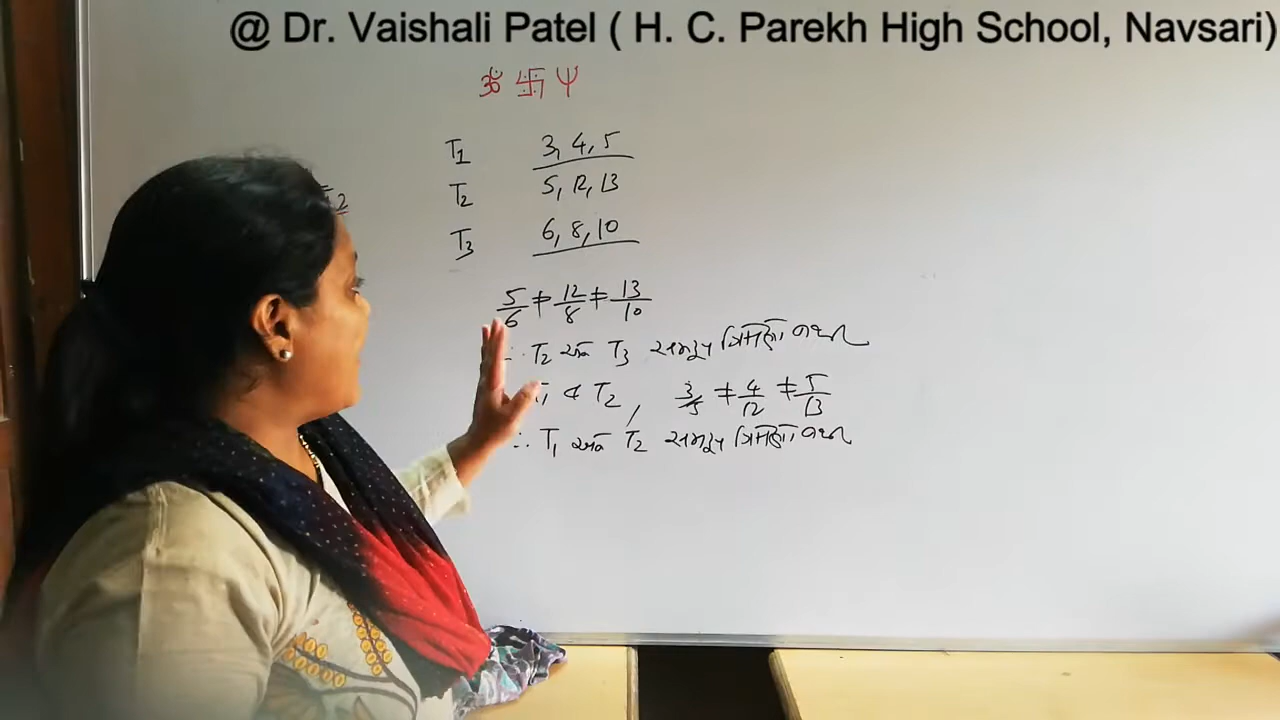 @ Dr. Vaishali Patel ( H. C. Parekh High School, Navsari)
ૐ 卐 Ψ
T₁ 3, 4, 5
T₂ 5, 12, 13
T₃ 6, 8, 10
5/6 ≠ 12/8 ≠ 13/10
∴ T₂ અને T₃ સમરૂપ ત્રિકોણો નથી
T₁ ત T₂, 3/5 ≠ 4/12 ≠ 5/13
∴ T₁ અને T₂ સમરૂપ ત્રિકોણો નથી